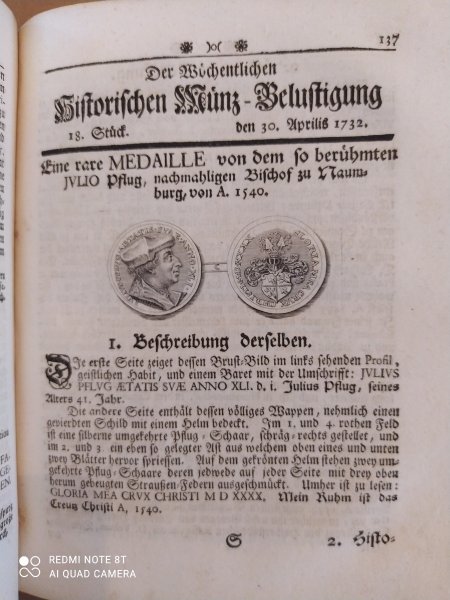 137
Der Wöchentlichen
Historischen Münz-Belustigung
18. Stück. den 30. Aprilis 1732.
Eine rare MEDAILLE von dem so berühmten
JVLIO Pflug, nachmahligen Bischof zu Naum-
burg, von A. 1540.
1. Beschreibung derselben.
Die erste Seite zeiget dessen Brust-Bild im links sehenden Profil,
geistlichen Habit, und einem Baret mit der Umschrifft: JVLIVS
PFLVG ÆTATIS SVÆ ANNO XLI. d. i. Julius Pflug, seines
Alters 41. Jahr.
Die andere Seite enthält dessen völliges Wappen, nehmlich einen
gevierdten Schild mit einem Helm bedeckt. Im 1. und 4. rothen Feld
ist eine silberne umgekehrte Pflug-Schaar, schräg-rechts gestellet, und
im 2. und 3. ein eben so gelegter Ast aus welchem oben eines und unten
zwey Blätter hervor spriessen. Auf dem gekrönten Helm stehen zwey um-
gekehrte Pflug-Schaare deren jedwede auf jeder Seite mit drey oben
herum gebeugten Straußen-Federn ausgeschmückt. Umher ist zu lesen:
GLORIA MEA CRVX CHRISTI M D XXXX. Mein Ruhm ist das
Creutz Christi A, 1540.
S 2. Histo-
REDMI NOTE 8T
AI QUAD CAMERA